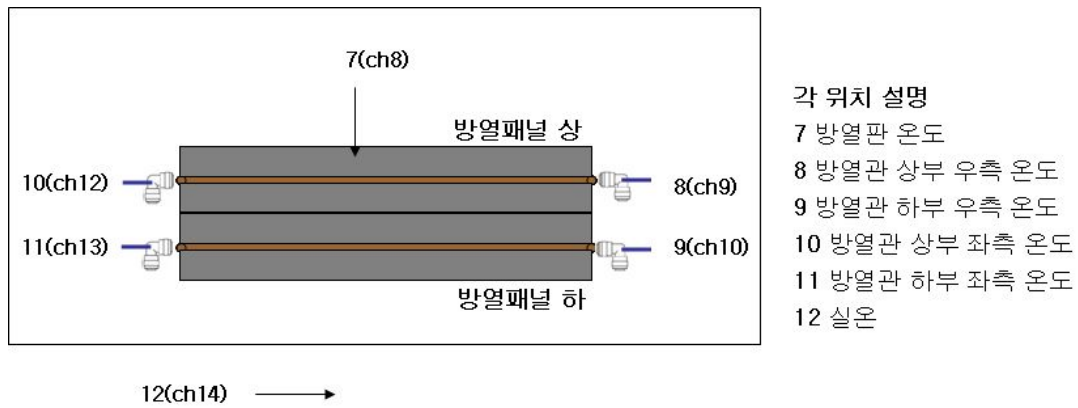 7(ch8)
방열패널 상
10(ch12)
8(ch9)
11(ch13)
9(ch10)
방열패널 하
12(ch14)
각 위치 설명
7 방열판 온도
8 방열관 상부 우측 온도
9 방열관 하부 우측 온도
10 방열관 상부 좌측 온도
11 방열관 하부 좌측 온도
12 실온